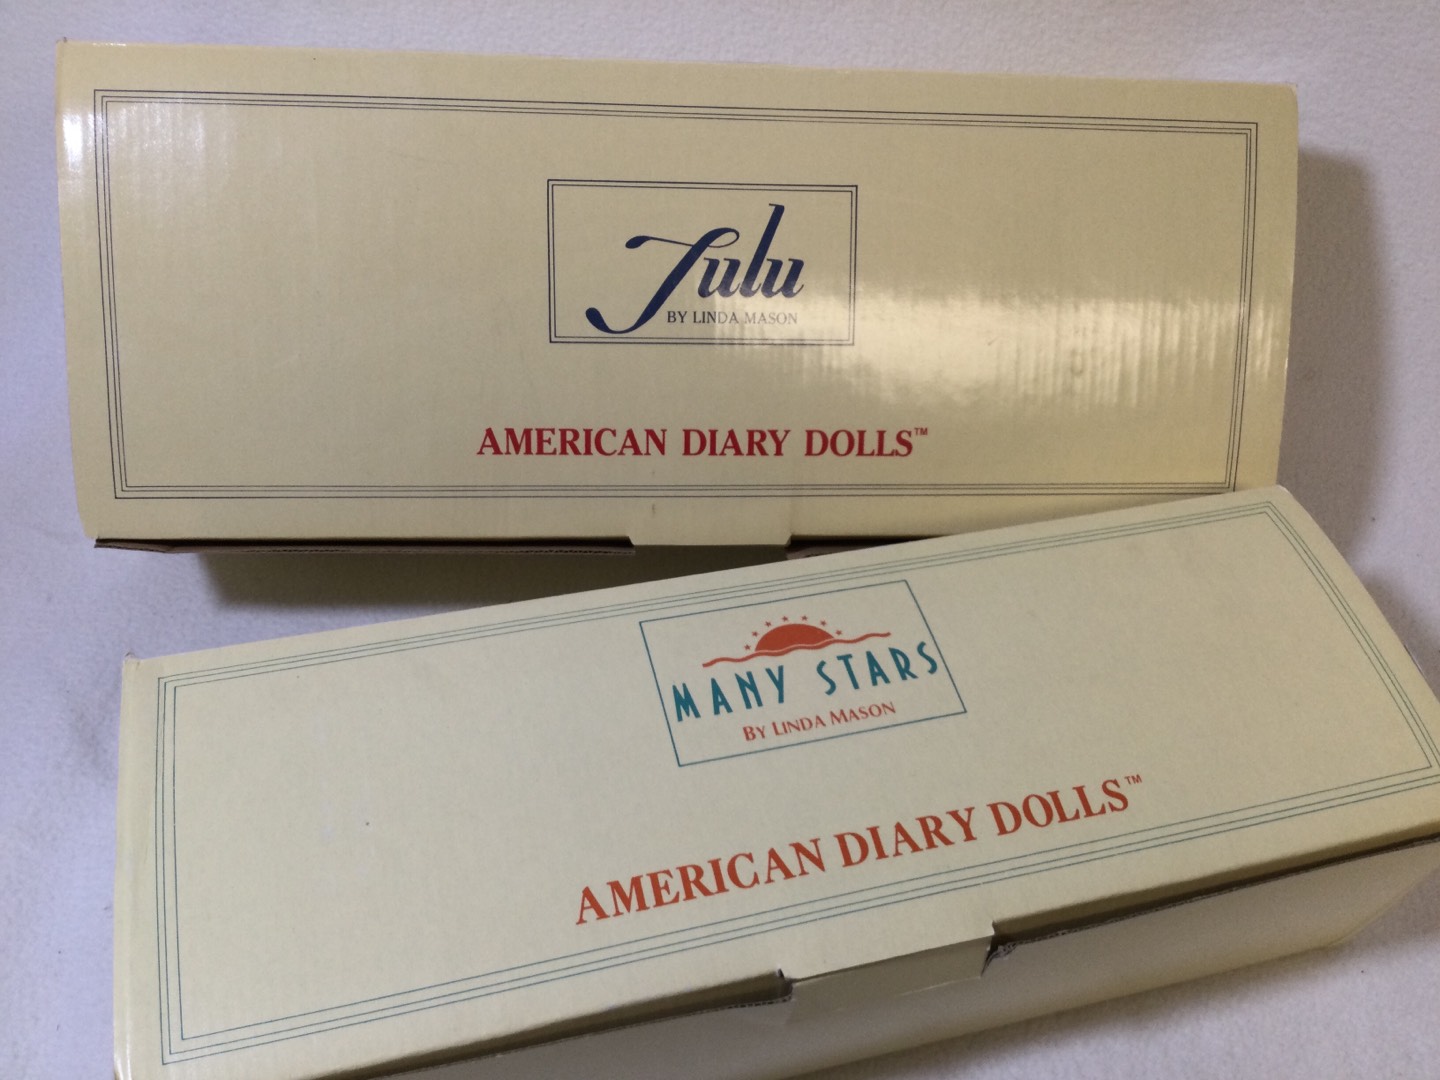 Julu
BY LINDA MASON
AMERICAN DIARY DOLLS™
MANY STARS
BY LINDA MASON
AMERICAN DIARY DOLLS™